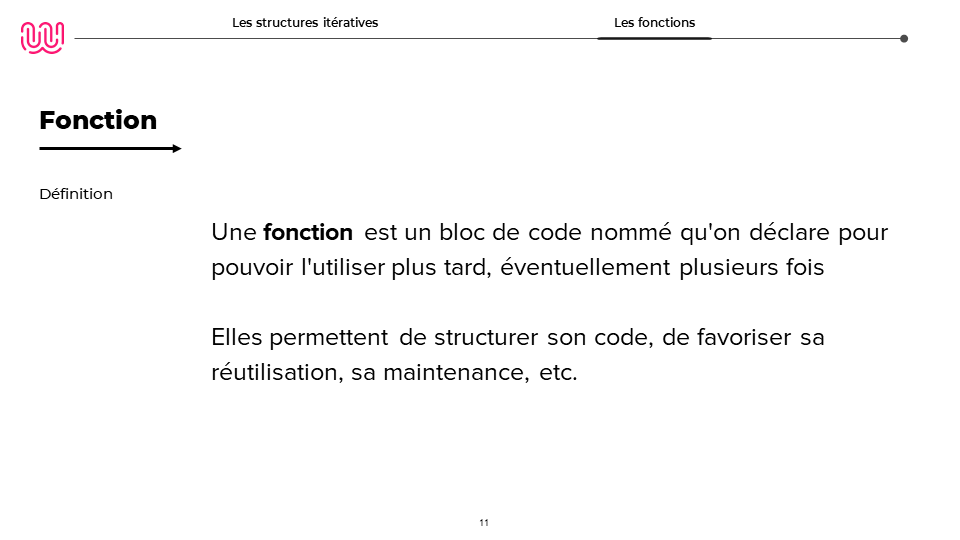 Les structures itératives
Les fonctions
Fonction
Définition
Une fonction est un bloc de code nommé qu'on déclare pour
pouvoir l'utiliser plus tard, éventuellement plusieurs fois
Elles permettent de structurer son code, de favoriser sa
réutilisation, sa maintenance, etc.
11